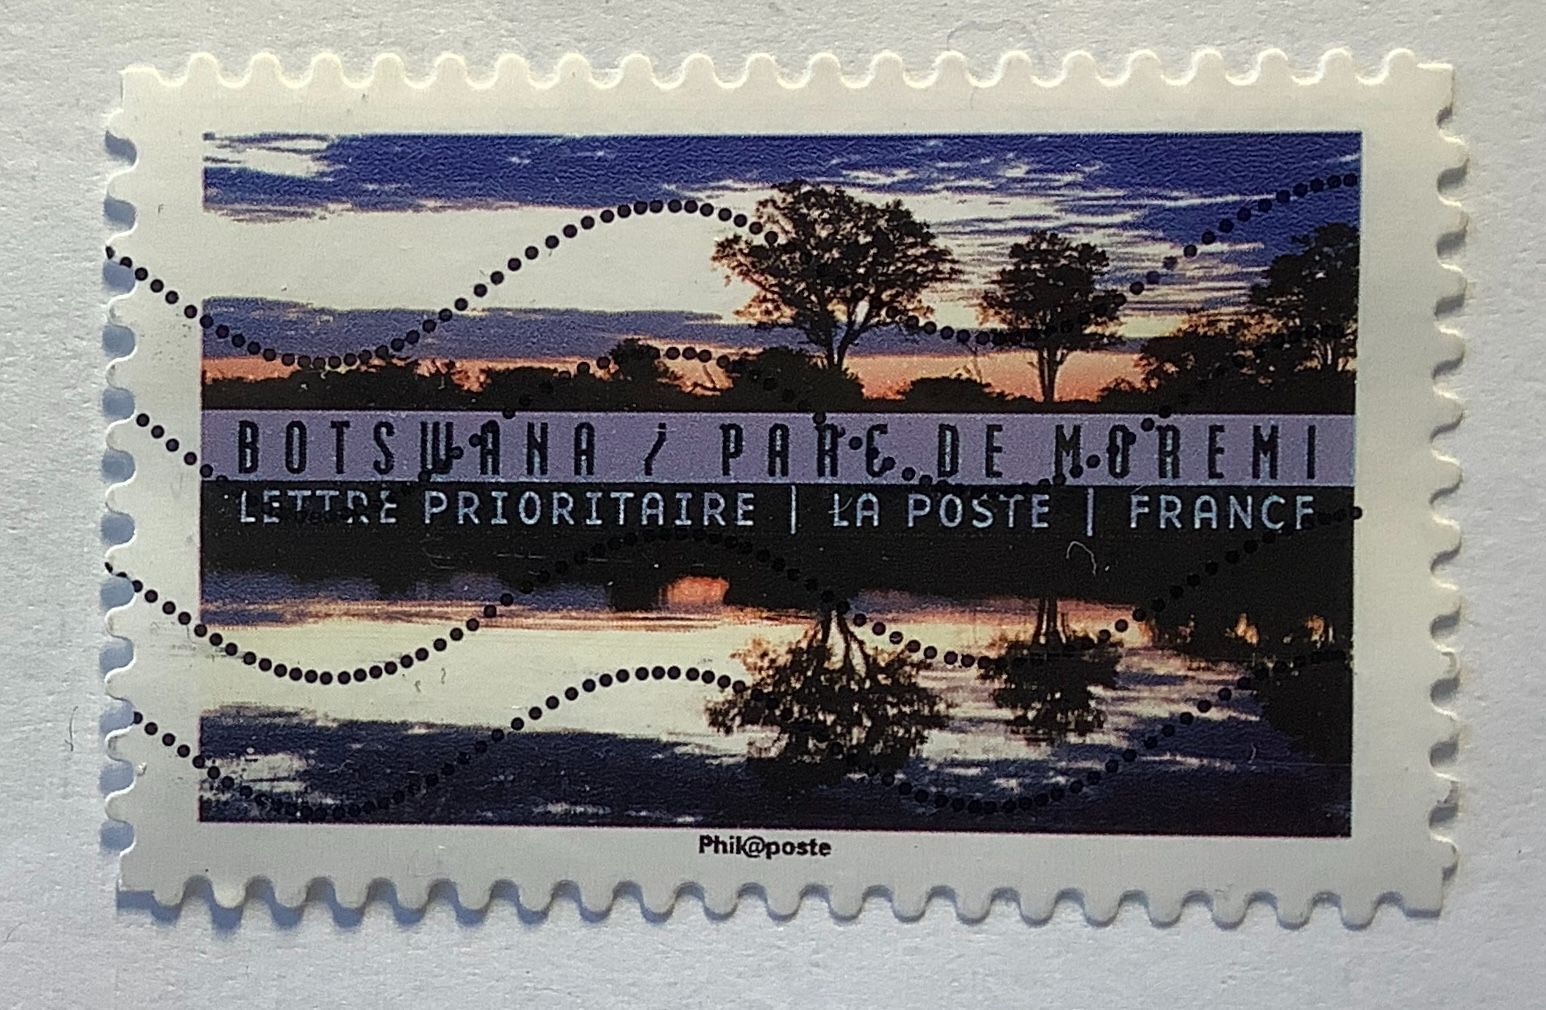 BOTSWANA / PARC DE MOREMI
LETTRE PRIORITAIRE | LA POSTE | FRANCE
Phil@poste